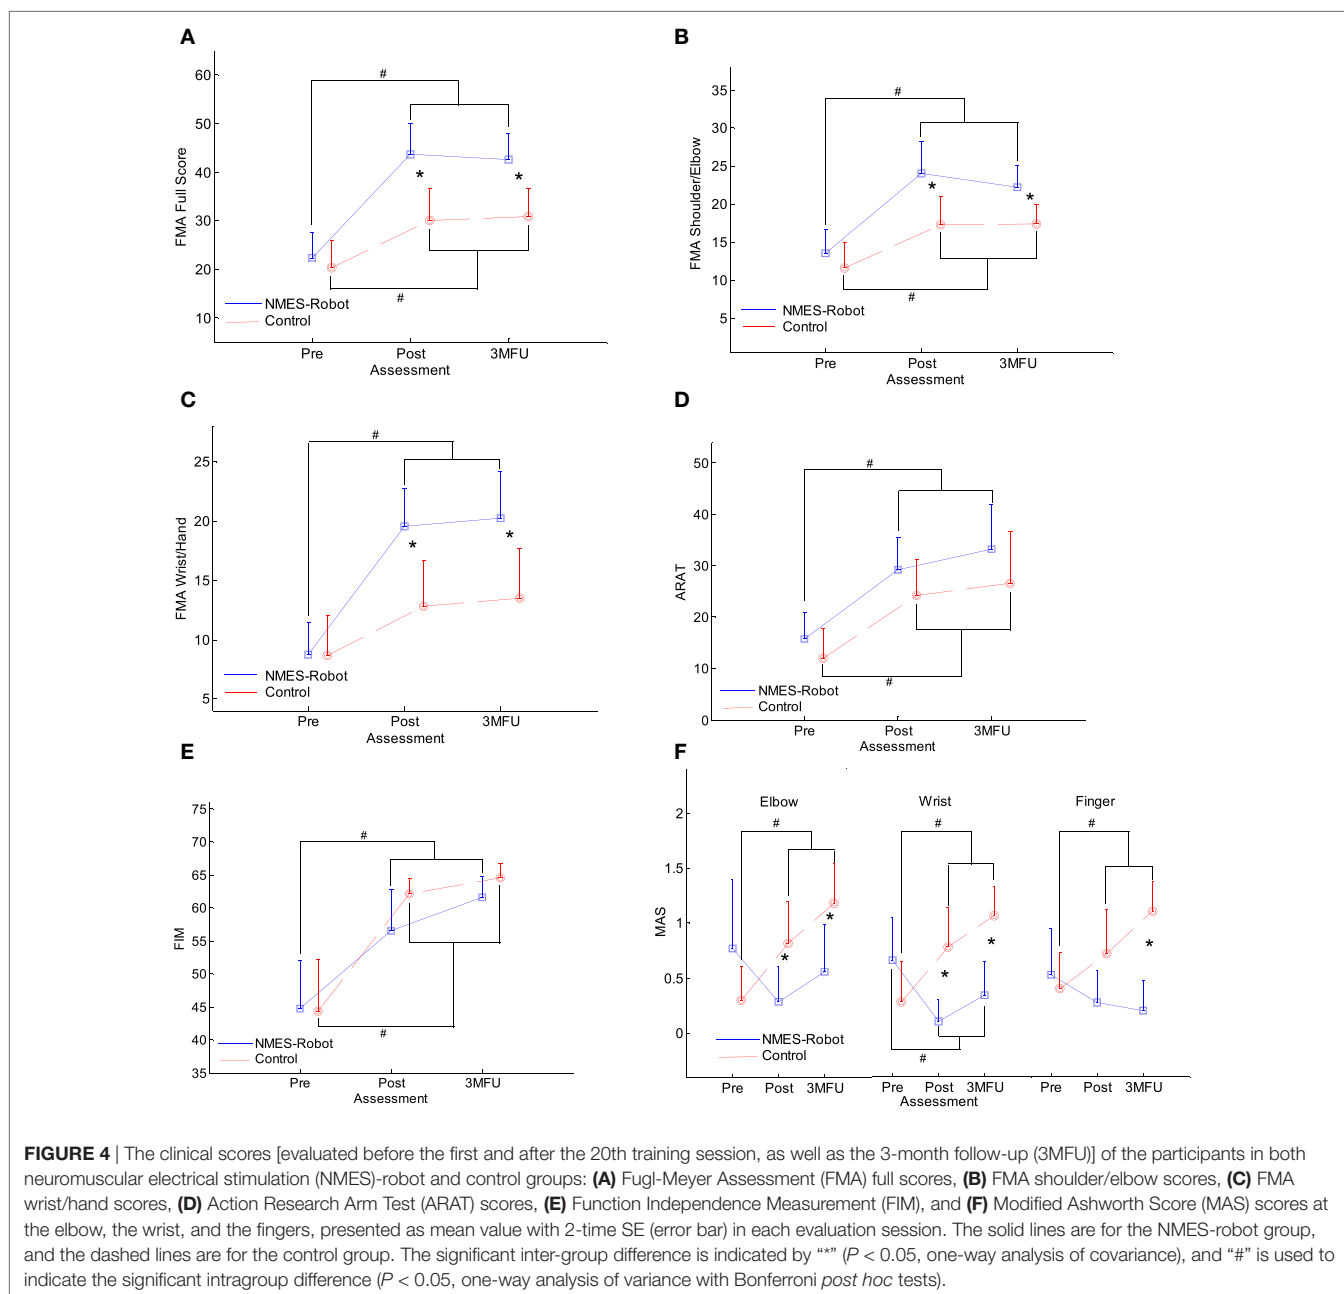 A
FMA Full Score
60
50
40
30
20
10
#
*
*
#
NMES-Robot
Control
Pre
Post
3MFU
Assessment
B
FMA Shoulder/Elbow
35
30
25
20
15
10
5
#
*
*
#
NMES-Robot
Control
Pre
Post
3MFU
Assessment
C
FMA Wrist/Hand
25
20
15
10
5
#
*
*
NMES-Robot
Control
Pre
Post
3MFU
Assessment
D
ARAT
50
40
30
20
10
0
#
#
NMES-Robot
Control
Pre
Post
3MFU
Assessment
E
FIM
75
70
65
60
55
50
45
40
35
#
#
NMES-Robot
Control
Pre
Post
3MFU
Assessment
F
MAS
2
1.5
1
0.5
0
Elbow
Wrist
Finger
#
#
#
*
*
*
*
*
#
NMES-Robot
Control
Pre
Post
3MFU
Pre
Post
3MFU
Pre
Post
3MFU
Assessment
FIGURE 4 | The clinical scores [evaluated before the first and after the 20th training session, as well as the 3-month follow-up (3MFU)] of the participants in both
neuromuscular electrical stimulation (NMES)-robot and control groups: (A) Fugl-Meyer Assessment (FMA) full scores, (B) FMA shoulder/elbow scores, (C) FMA
wrist/hand scores, (D) Action Research Arm Test (ARAT) scores, (E) Function Independence Measurement (FIM), and (F) Modified Ashworth Score (MAS) scores at
the elbow, the wrist, and the fingers, presented as mean value with 2-time SE (error bar) in each evaluation session. The solid lines are for the NMES-robot group,
and the dashed lines are for the control group. The significant inter-group difference is indicated by “*” (P < 0.05, one-way analysis of covariance), and “#” is used to
indicate the significant intragroup difference (P < 0.05, one-way analysis of variance with Bonferroni post hoc tests).